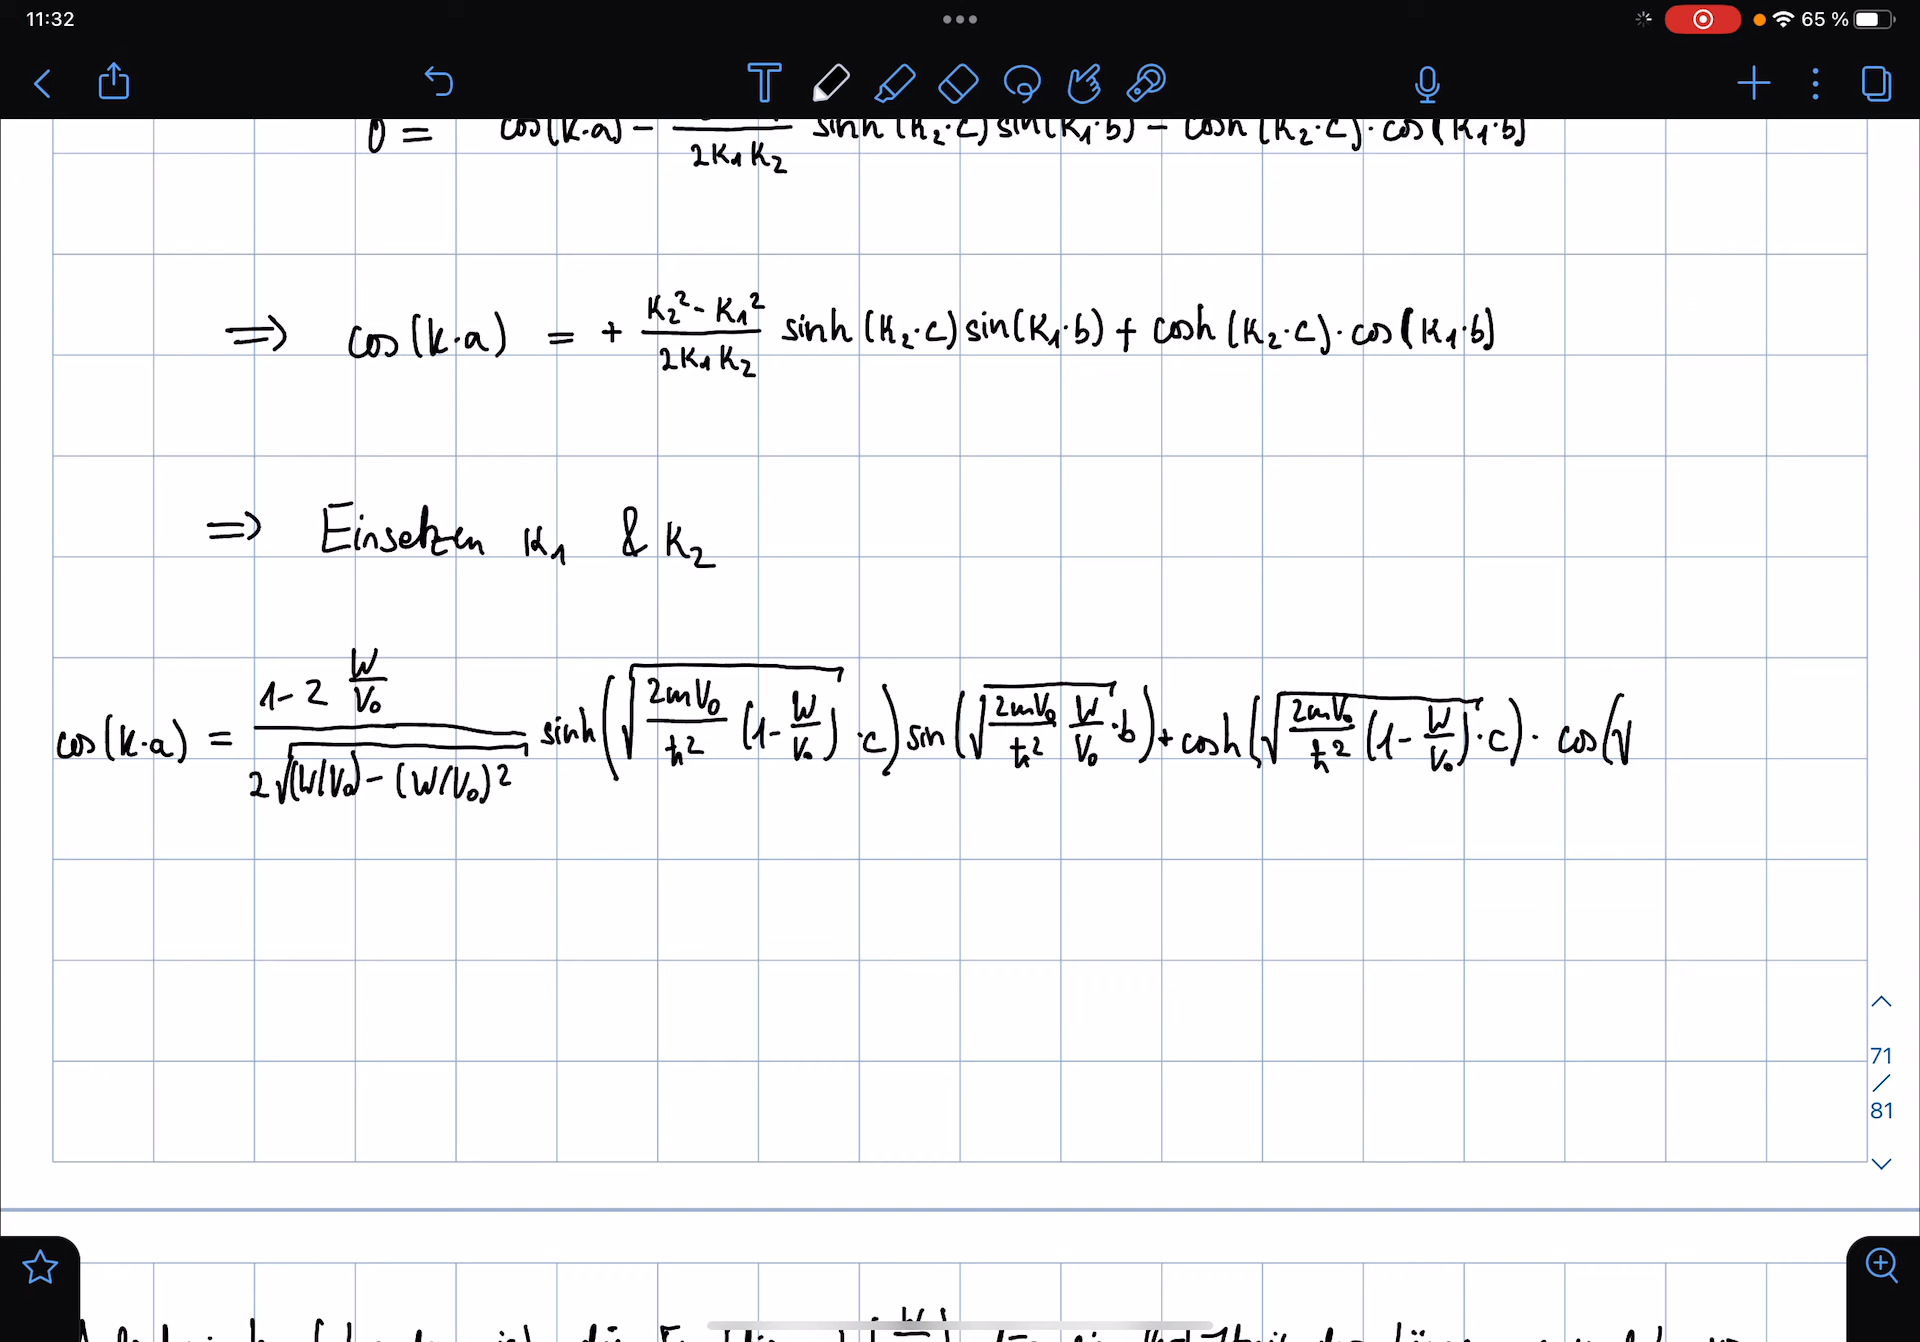 11:32
65 %
0 = cos(k·a) - ―/2K₁K₂ sinh(K₂·c) sin(K₁·b) - cosh(K₂·c)·cos(K₁·b)
⇒ cos(k·a) = + (K₂² - K₁²)/(2K₁K₂) sinh(K₂·c) sin(K₁·b) + cosh(K₂·c)·cos(K₁·b)
⇒ Einsetzen K₁ & K₂
cos(k·a) = (1 - 2 W/V₀)/(2√((W/V₀) - (W/V₀)²)) sinh(√(2mV₀/ħ² (1 - W/V₀))·c) sin(√(2mV₀/ħ² W/V₀)·b) + cosh(√(2mV₀/ħ² (1 - W/V₀))·c)·cos(√
71
/
81